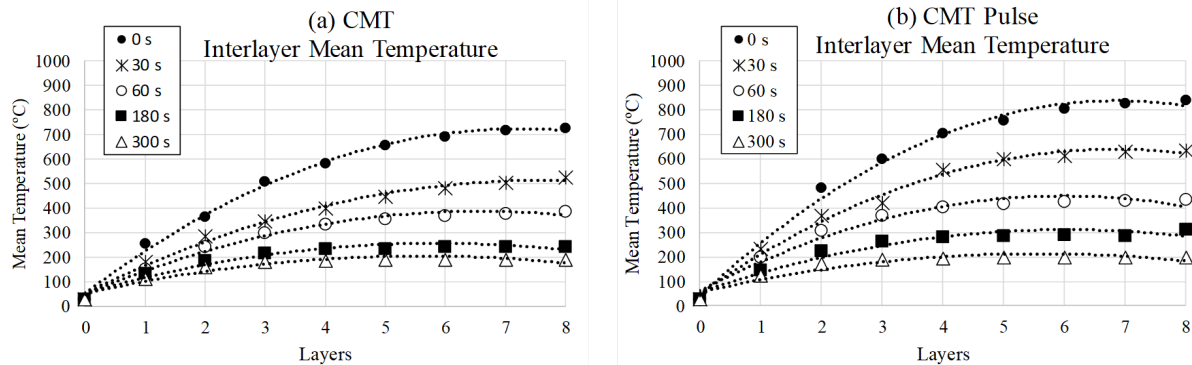 (a) CMT
Interlayer Mean Temperature
0 s
30 s
60 s
180 s
300 s
Mean Temperature (°C)
1000
900
800
700
600
500
400
300
200
100
0
0 1 2 3 4 5 6 7 8
Layers
(b) CMT Pulse
Interlayer Mean Temperature
0 s
30 s
60 s
180 s
300 s
Mean Temperature (°C)
1000
900
800
700
600
500
400
300
200
100
0
0 1 2 3 4 5 6 7 8
Layers